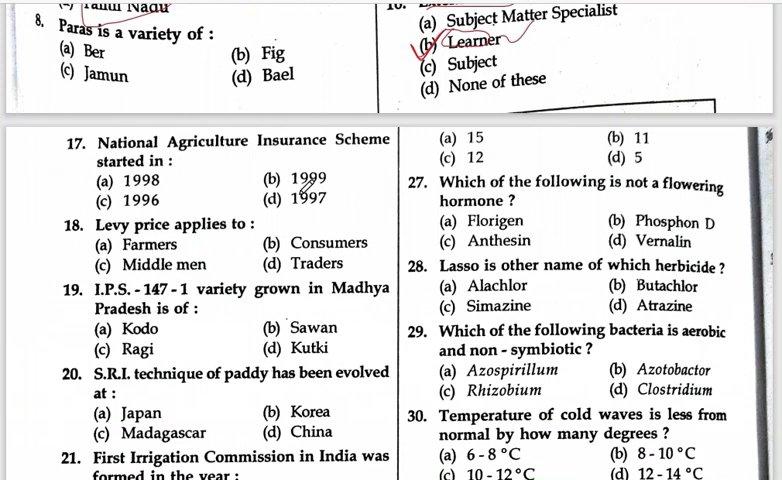 Tamil Nadu
8. Paras is a variety of :
(a) Ber (b) Fig
(c) Jamun (d) Bael
10.
(a) Subject Matter Specialist
(b) Learner
(c) Subject
(d) None of these
17. National Agriculture Insurance Scheme
started in :
(a) 1998 (b) 1999
(c) 1996 (d) 1997
18. Levy price applies to :
(a) Farmers (b) Consumers
(c) Middle men (d) Traders
19. I.P.S. - 147 - 1 variety grown in Madhya
Pradesh is of :
(a) Kodo (b) Sawan
(c) Ragi (d) Kutki
20. S.R.I. technique of paddy has been evolved
at :
(a) Japan (b) Korea
(c) Madagascar (d) China
21. First Irrigation Commission in India was
formed in the year :
(a) 15 (b) 11
(c) 12 (d) 5
27. Which of the following is not a flowering
hormone ?
(a) Florigen (b) Phosphon D
(c) Anthesin (d) Vernalin
28. Lasso is other name of which herbicide ?
(a) Alachlor (b) Butachlor
(c) Simazine (d) Atrazine
29. Which of the following bacteria is aerobic
and non - symbiotic ?
(a) Azospirillum (b) Azotobactor
(c) Rhizobium (d) Clostridium
30. Temperature of cold waves is less from
normal by how many degrees ?
(a) 6 - 8 °C (b) 8 - 10 °C
(c) 10 - 12 °C (d) 12 - 14 °C